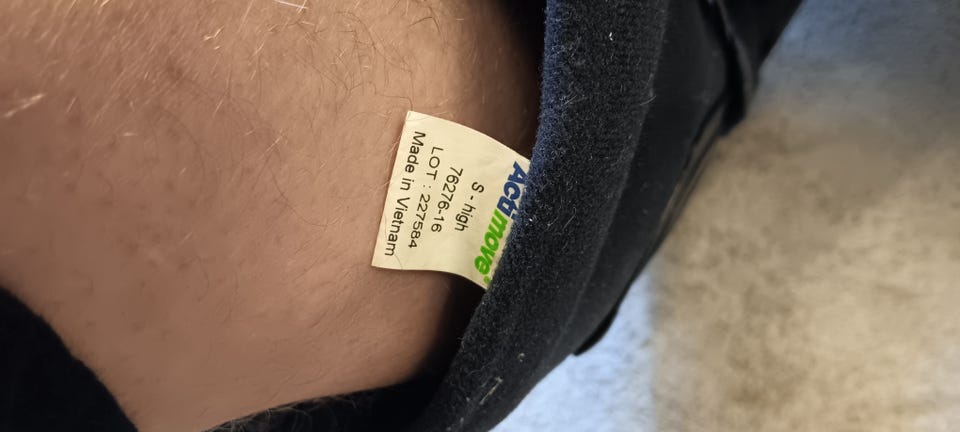 Actimove®
S - high
76276-16
LOT : 227584
Made in Vietnam